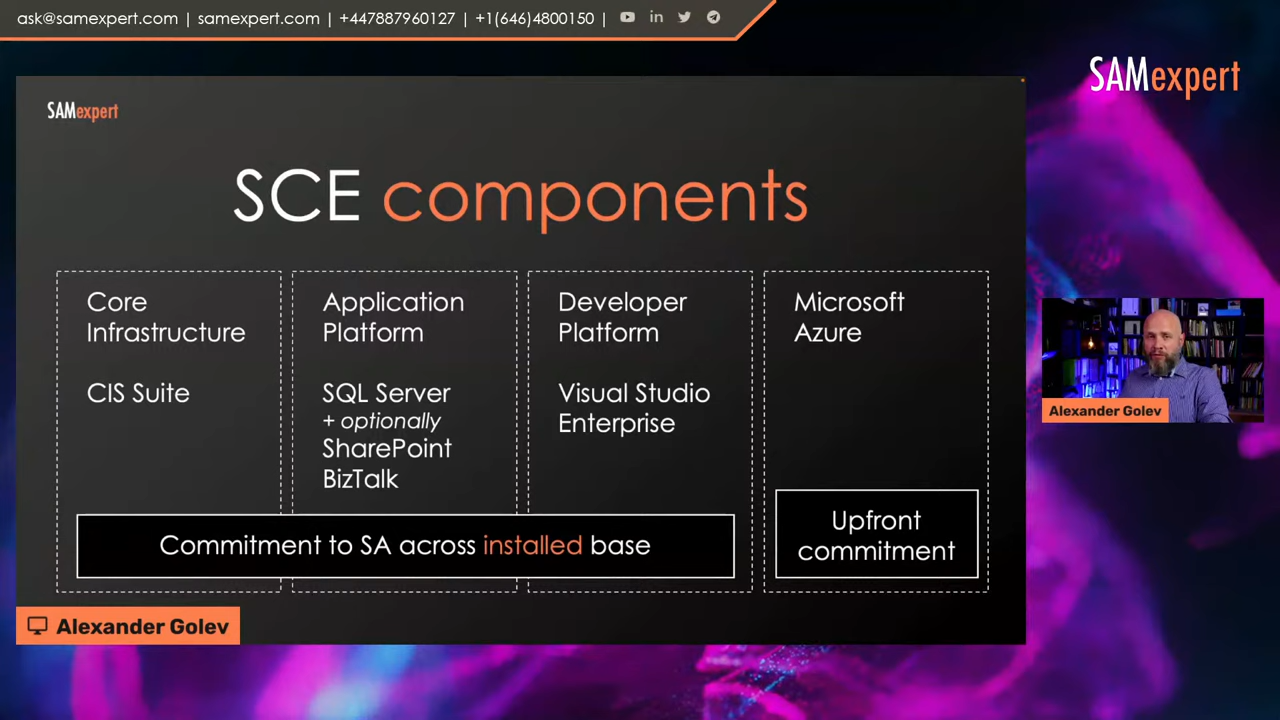 ask@samexpert.com | samexpert.com | +447887960127 | +1(646)4800150 |
SAMexpert
SAMexpert
SCE components
Core
Infrastructure
CIS Suite
Application
Platform
SQL Server
+ optionally
SharePoint
BizTalk
Developer
Platform
Visual Studio
Enterprise
Microsoft
Azure
Commitment to SA across installed base
Upfront
commitment
Alexander Golev
Alexander Golev